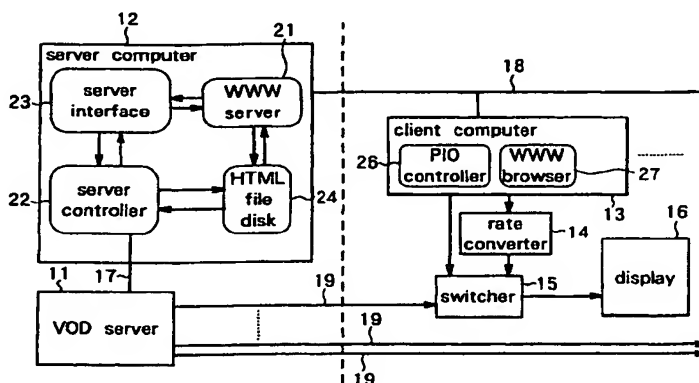 12
21
server computer
23
server
interface
WWW
server
22
server
controller
HTML
file
disk
24
17
11
VOD server
18
client computer
26
PIO
controller
WWW
browser
27
13
rate
converter
14
16
switcher
15
display
19
19
19